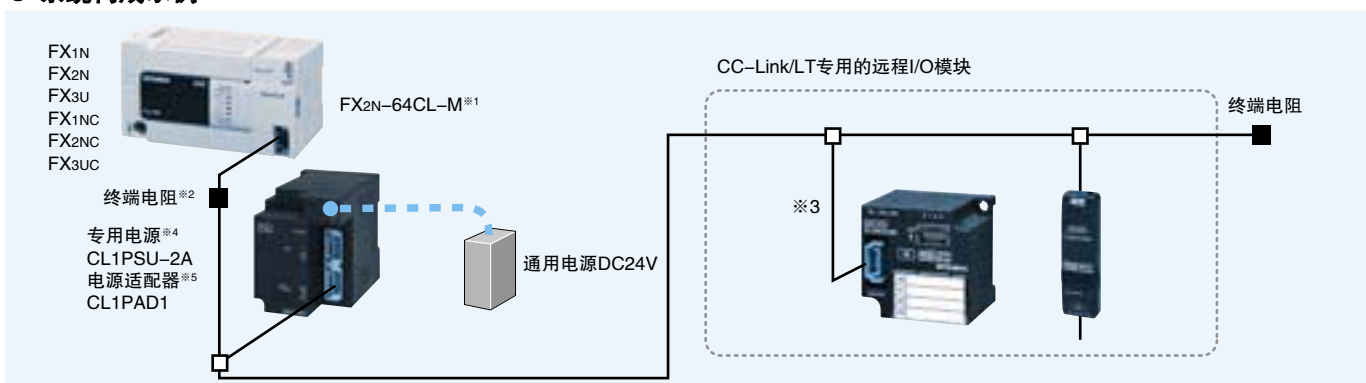 FX1N
FX2N
FX3U
FX1NC
FX2NC
FX3UC
FX2N-64CL-M※1
终端电阻※2
专用电源※4
CL1PSU-2A
电源适配器※5
CL1PAD1
通用电源DC24V
CC-Link/LT专用的远程I/O模块
※3
终端电阻